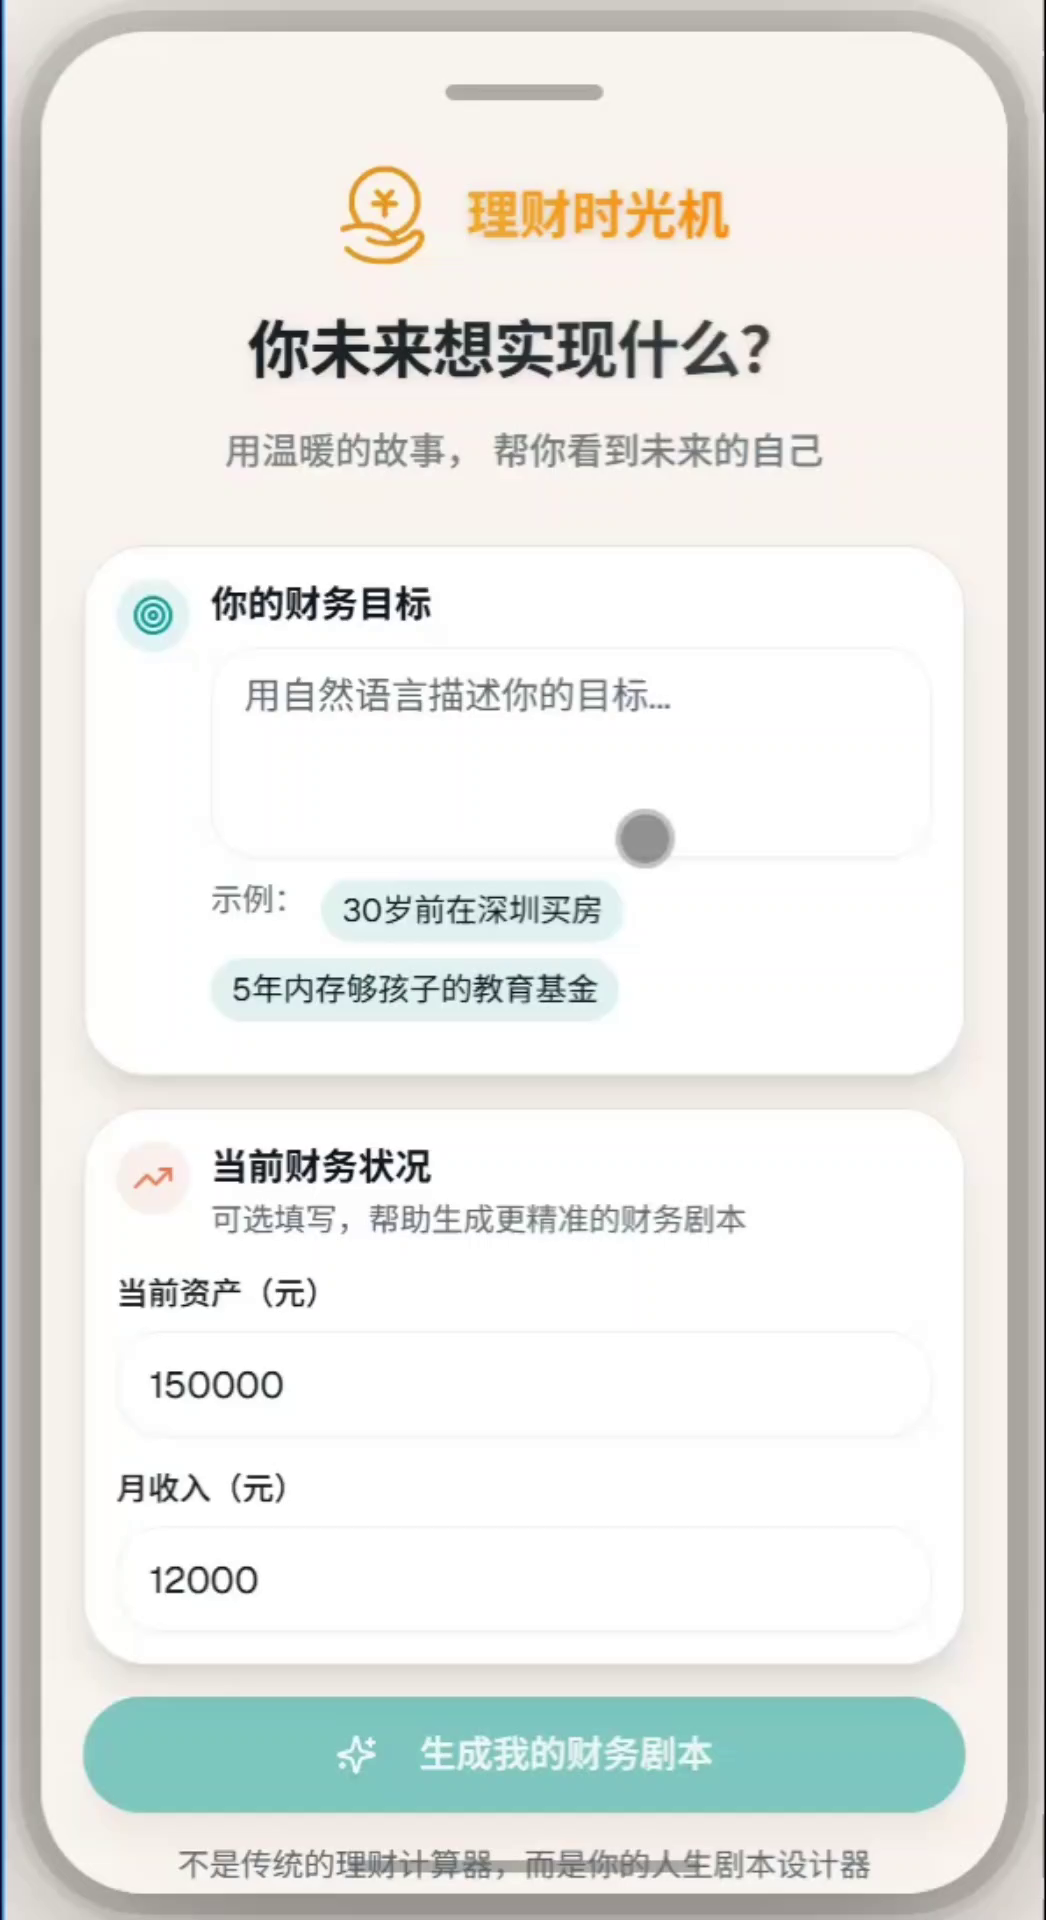 理财时光机
你未来想实现什么？
用温暖的故事， 帮你看到未来的自己
你的财务目标
用自然语言描述你的目标...
示例： 30岁前在深圳买房
5年内存够孩子的教育基金
当前财务状况
可选填写，帮助生成更精准的财务剧本
当前资产（元）
150000
月收入（元）
12000
生成我的财务剧本
不是传统的理财计算器，而是你的人生剧本设计器